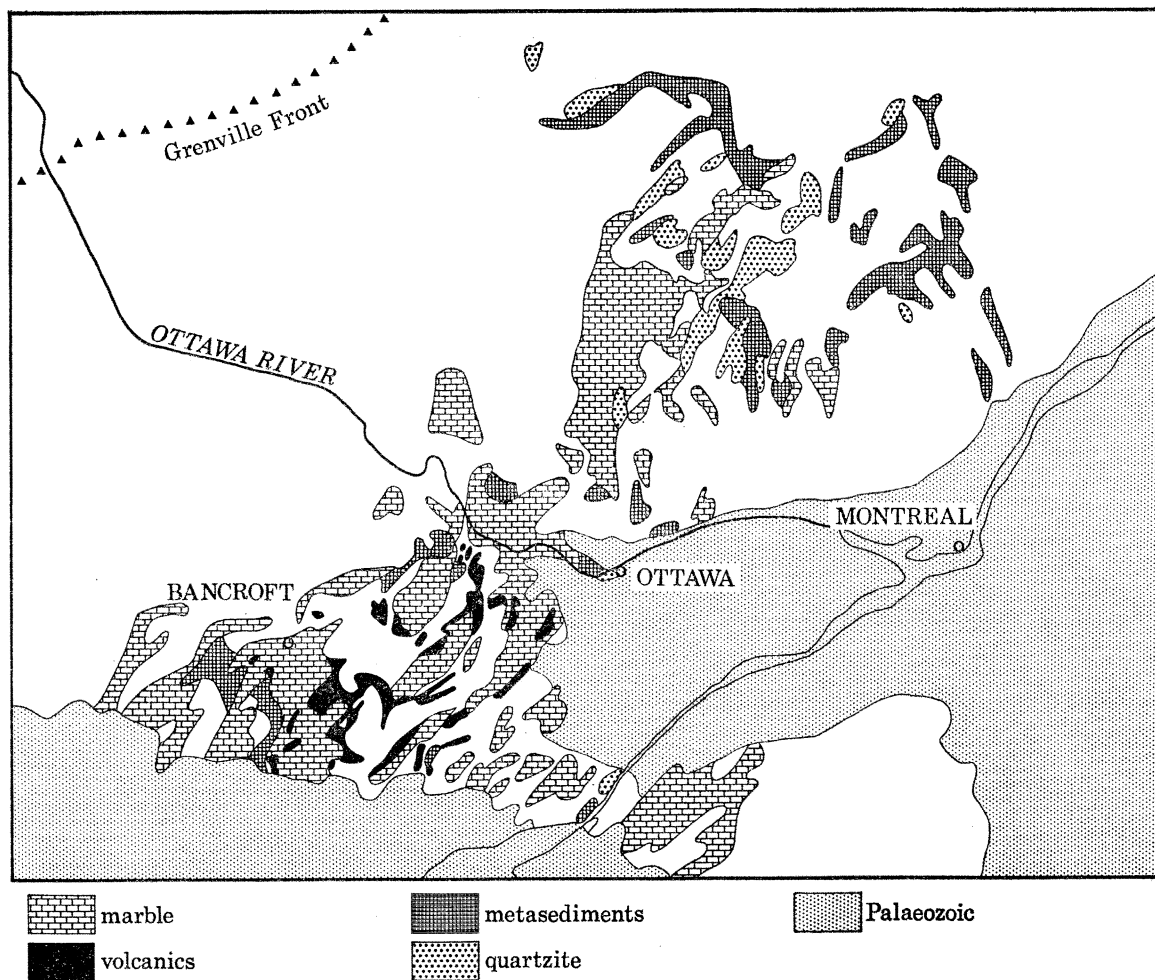 Grenville Front
OTTAWA RIVER
MONTREAL
OTTAWA
BANCROFT
marble
metasediments
Palaeozoic
volcanics
quartzite